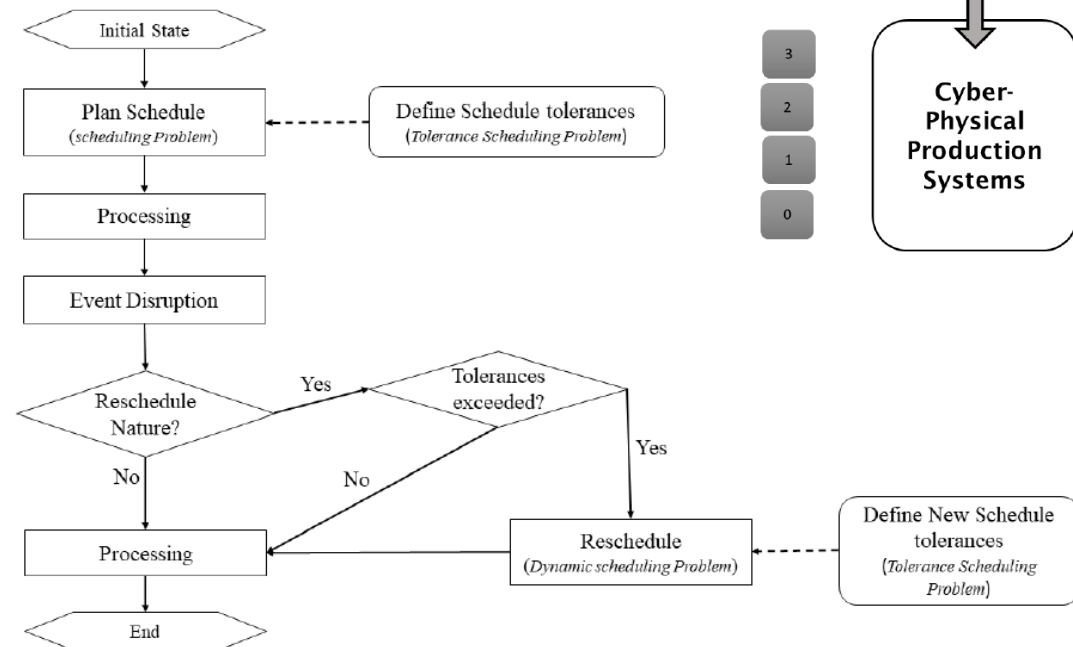 Initial State
Plan Schedule
(scheduling Problem)
Define Schedule tolerances
(Tolerance Scheduling Problem)
Processing
Event Disruption
Reschedule
Nature?
Yes
Tolerances
exceeded?
No
No
Yes
Processing
Reschedule
(Dynamic scheduling Problem)
Define New Schedule
tolerances
(Tolerance Scheduling
Problem)
End
3
2
1
0
Cyber-
Physical
Production
Systems